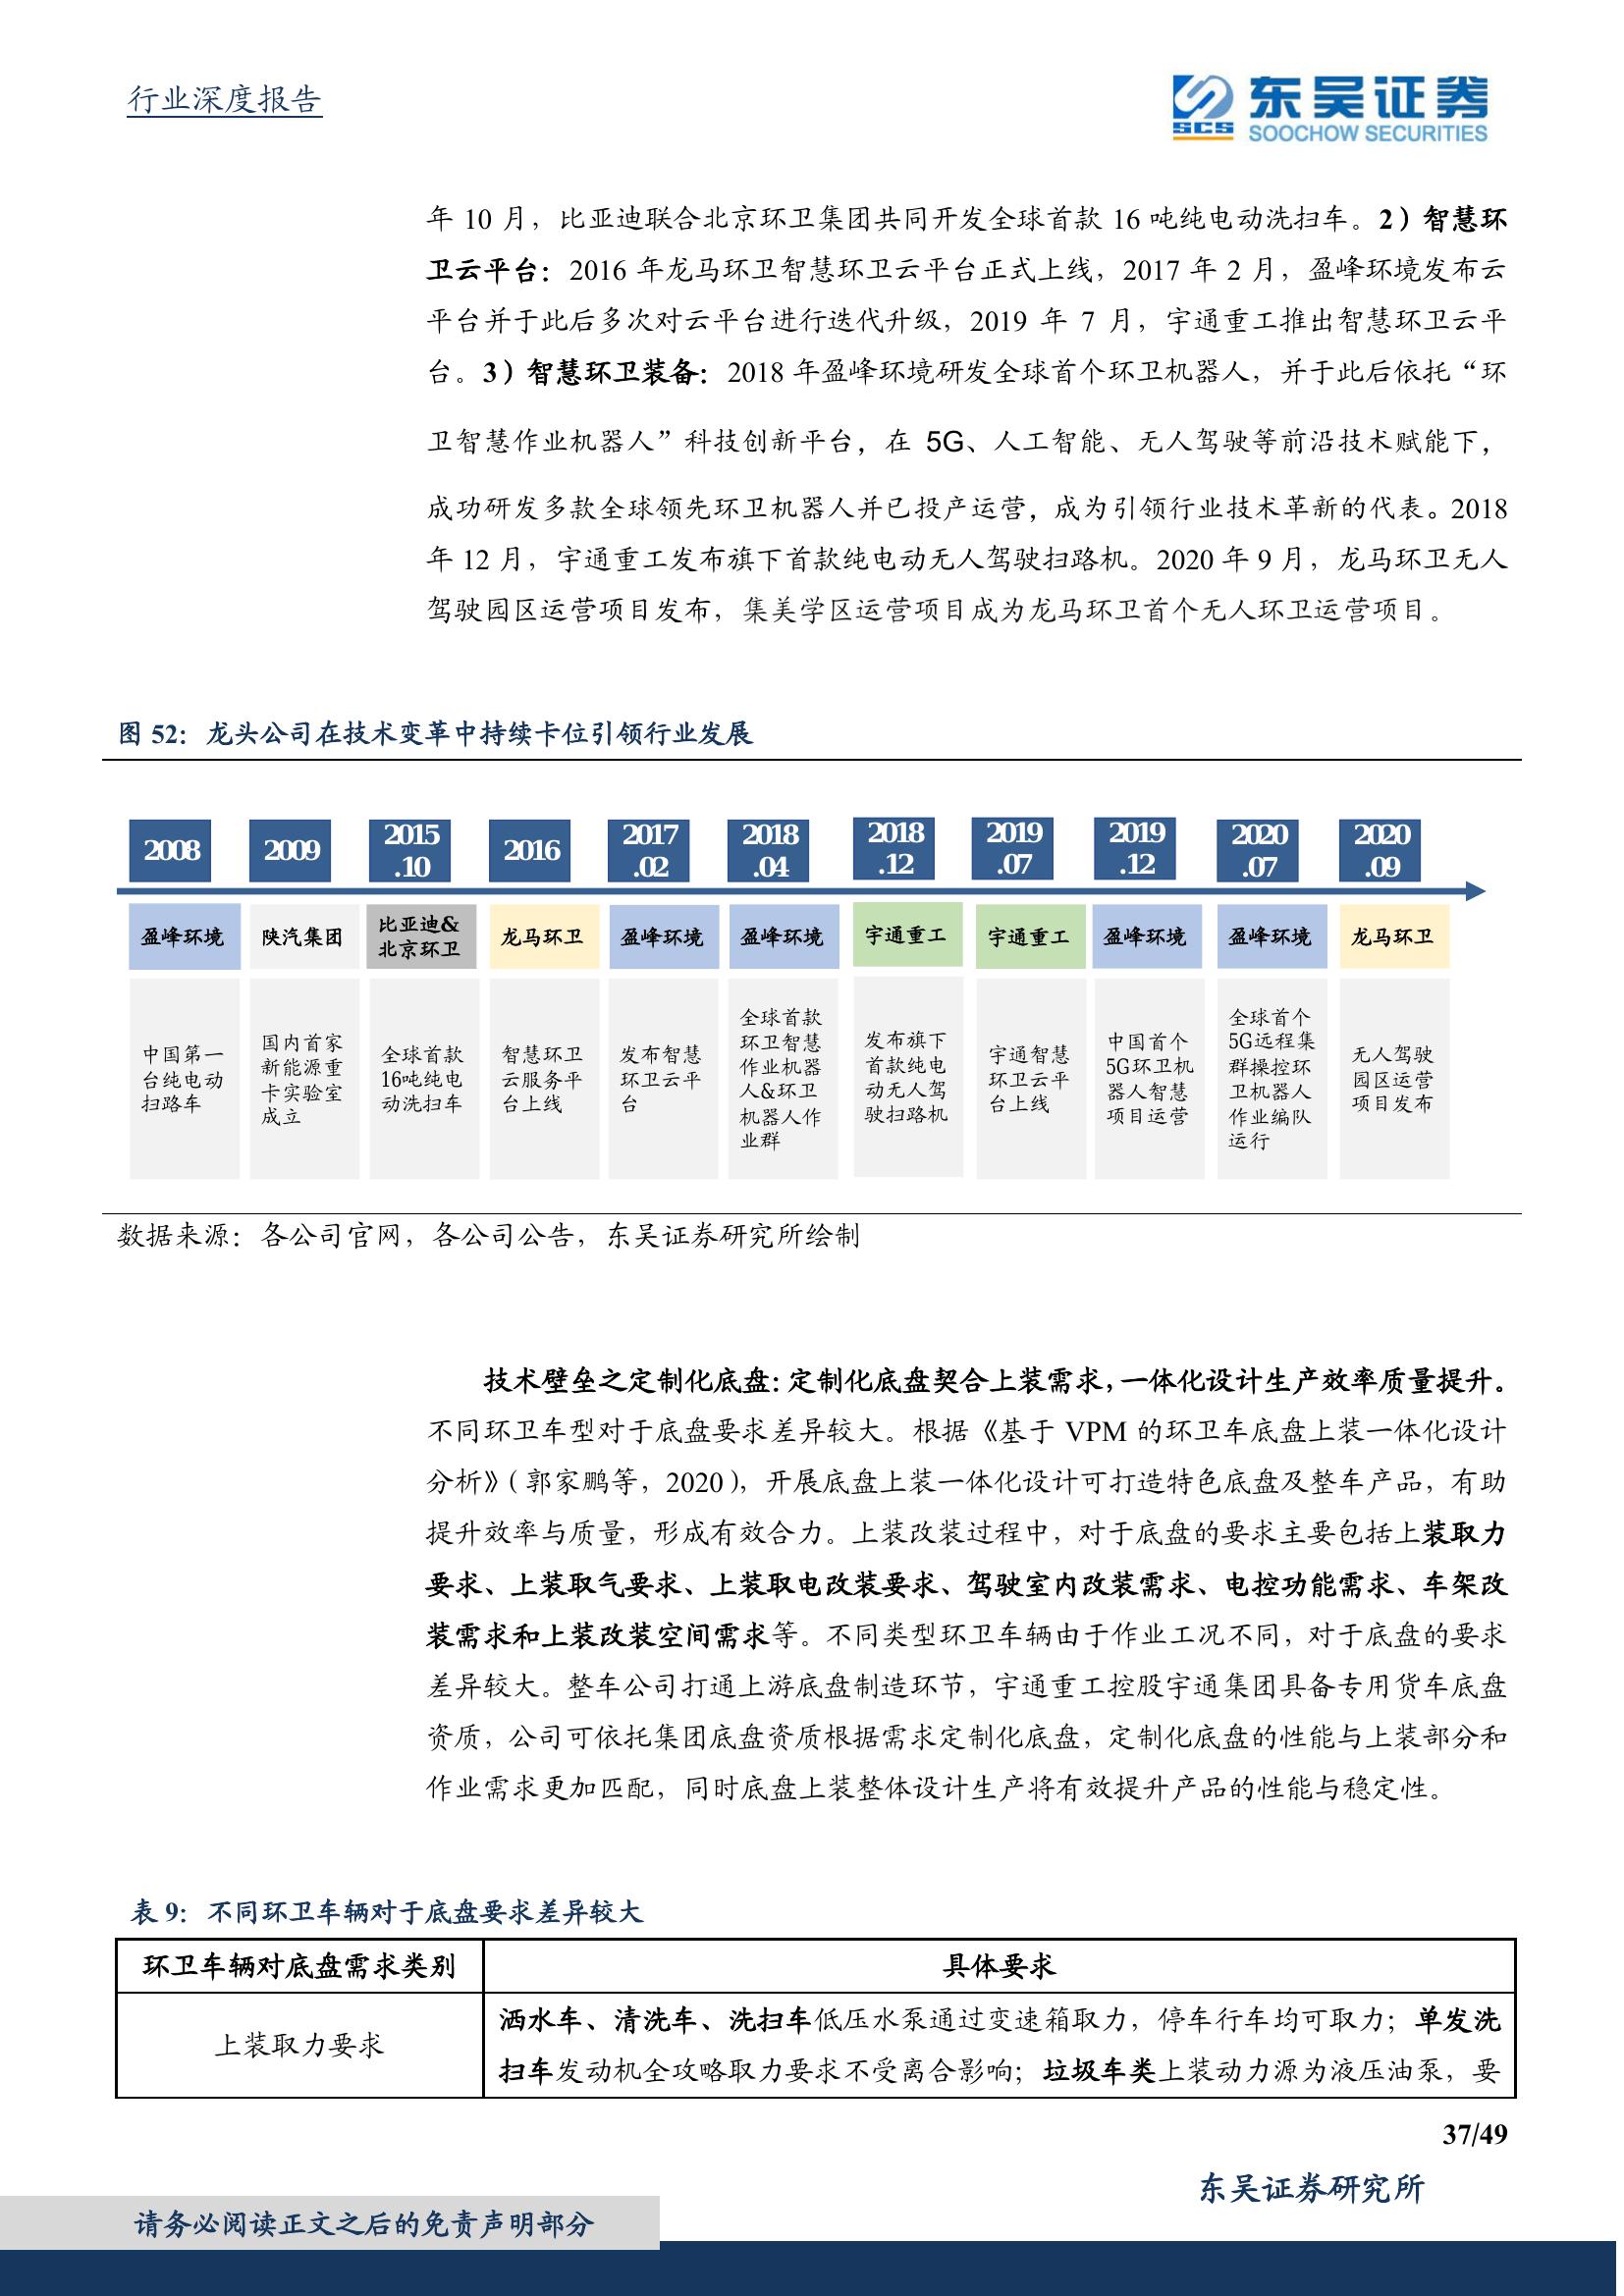 行业深度报告
东吴证券
SCS
SOOCHOW SECURITIES
年 10 月，比亚迪联合北京环卫集团共同开发全球首款 16 吨纯电动洗扫车。2）智慧环
卫云平台：2016 年龙马环卫智慧环卫云平台正式上线，2017 年 2 月，盈峰环境发布云
平台并于此后多次对云平台进行迭代升级，2019 年 7 月，宇通重工推出智慧环卫云平
台。3）智慧环卫装备：2018 年盈峰环境研发全球首个环卫机器人，并于此后依托“环
卫智慧作业机器人”科技创新平台，在 5G、人工智能、无人驾驶等前沿技术赋能下，
成功研发多款全球领先环卫机器人并已投产运营，成为引领行业技术革新的代表。2018
年 12 月，宇通重工发布旗下首款纯电动无人驾驶扫路机。2020 年 9 月，龙马环卫无人
驾驶园区运营项目发布，集美学区运营项目成为龙马环卫首个无人环卫运营项目。
图 52：龙头公司在技术变革中持续卡位引领行业发展
2008
盈峰环境
中国第一
台纯电动
扫路车
2009
陕汽集团
国内首家
新能源重
卡实验室
成立
2015
.10
比亚迪&
北京环卫
全球首款
16吨纯电
动洗扫车
2016
龙马环卫
智慧环卫
云服务平
台上线
2017
.02
盈峰环境
发布智慧
环卫云平
台
2018
.04
盈峰环境
全球首款
环卫智慧
作业机器
人&环卫
机器人作
业群
2018
.12
宇通重工
发布旗下
首款纯电
动无人驾
驶扫路机
2019
.07
宇通重工
宇通智慧
环卫云平
台上线
2019
.12
盈峰环境
中国首个
5G环卫机
器人智慧
项目运营
2020
.07
盈峰环境
全球首个
5G远程集
群操控环
卫机器人
作业编队
运行
2020
.09
龙马环卫
无人驾驶
园区运营
项目发布
数据来源：各公司官网，各公司公告，东吴证券研究所绘制
技术壁垒之定制化底盘：定制化底盘契合上装需求，一体化设计生产效率质量提升。
不同环卫车型对于底盘要求差异较大。根据《基于 VPM 的环卫车底盘上装一体化设计
分析》（郭家鹏等，2020），开展底盘上装一体化设计可打造特色底盘及整车产品，有助
提升效率与质量，形成有效合力。上装改装过程中，对于底盘的要求主要包括上装取力
要求、上装取气要求、上装取电改装要求、驾驶室内改装需求、电控功能需求、车架改
装需求和上装改装空间需求等。不同类型环卫车辆由于作业工况不同，对于底盘的要求
差异较大。整车公司打通上游底盘制造环节，宇通重工控股宇通集团具备专用货车底盘
资质，公司可依托集团底盘资质根据需求定制化底盘，定制化底盘的性能与上装部分和
作业需求更加匹配，同时底盘上装整体设计生产将有效提升产品的性能与稳定性。
表 9：不同环卫车辆对于底盘要求差异较大
环卫车辆对底盘需求类别
具体要求
上装取力要求
洒水车、清洗车、洗扫车低压水泵通过变速箱取力，停车行车均可取力；单发洗
扫车发动机全攻略取力要求不受离合影响；垃圾车类上装动力源为液压油泵，要
37/49
东吴证券研究所
请务必阅读正文之后的免责声明部分